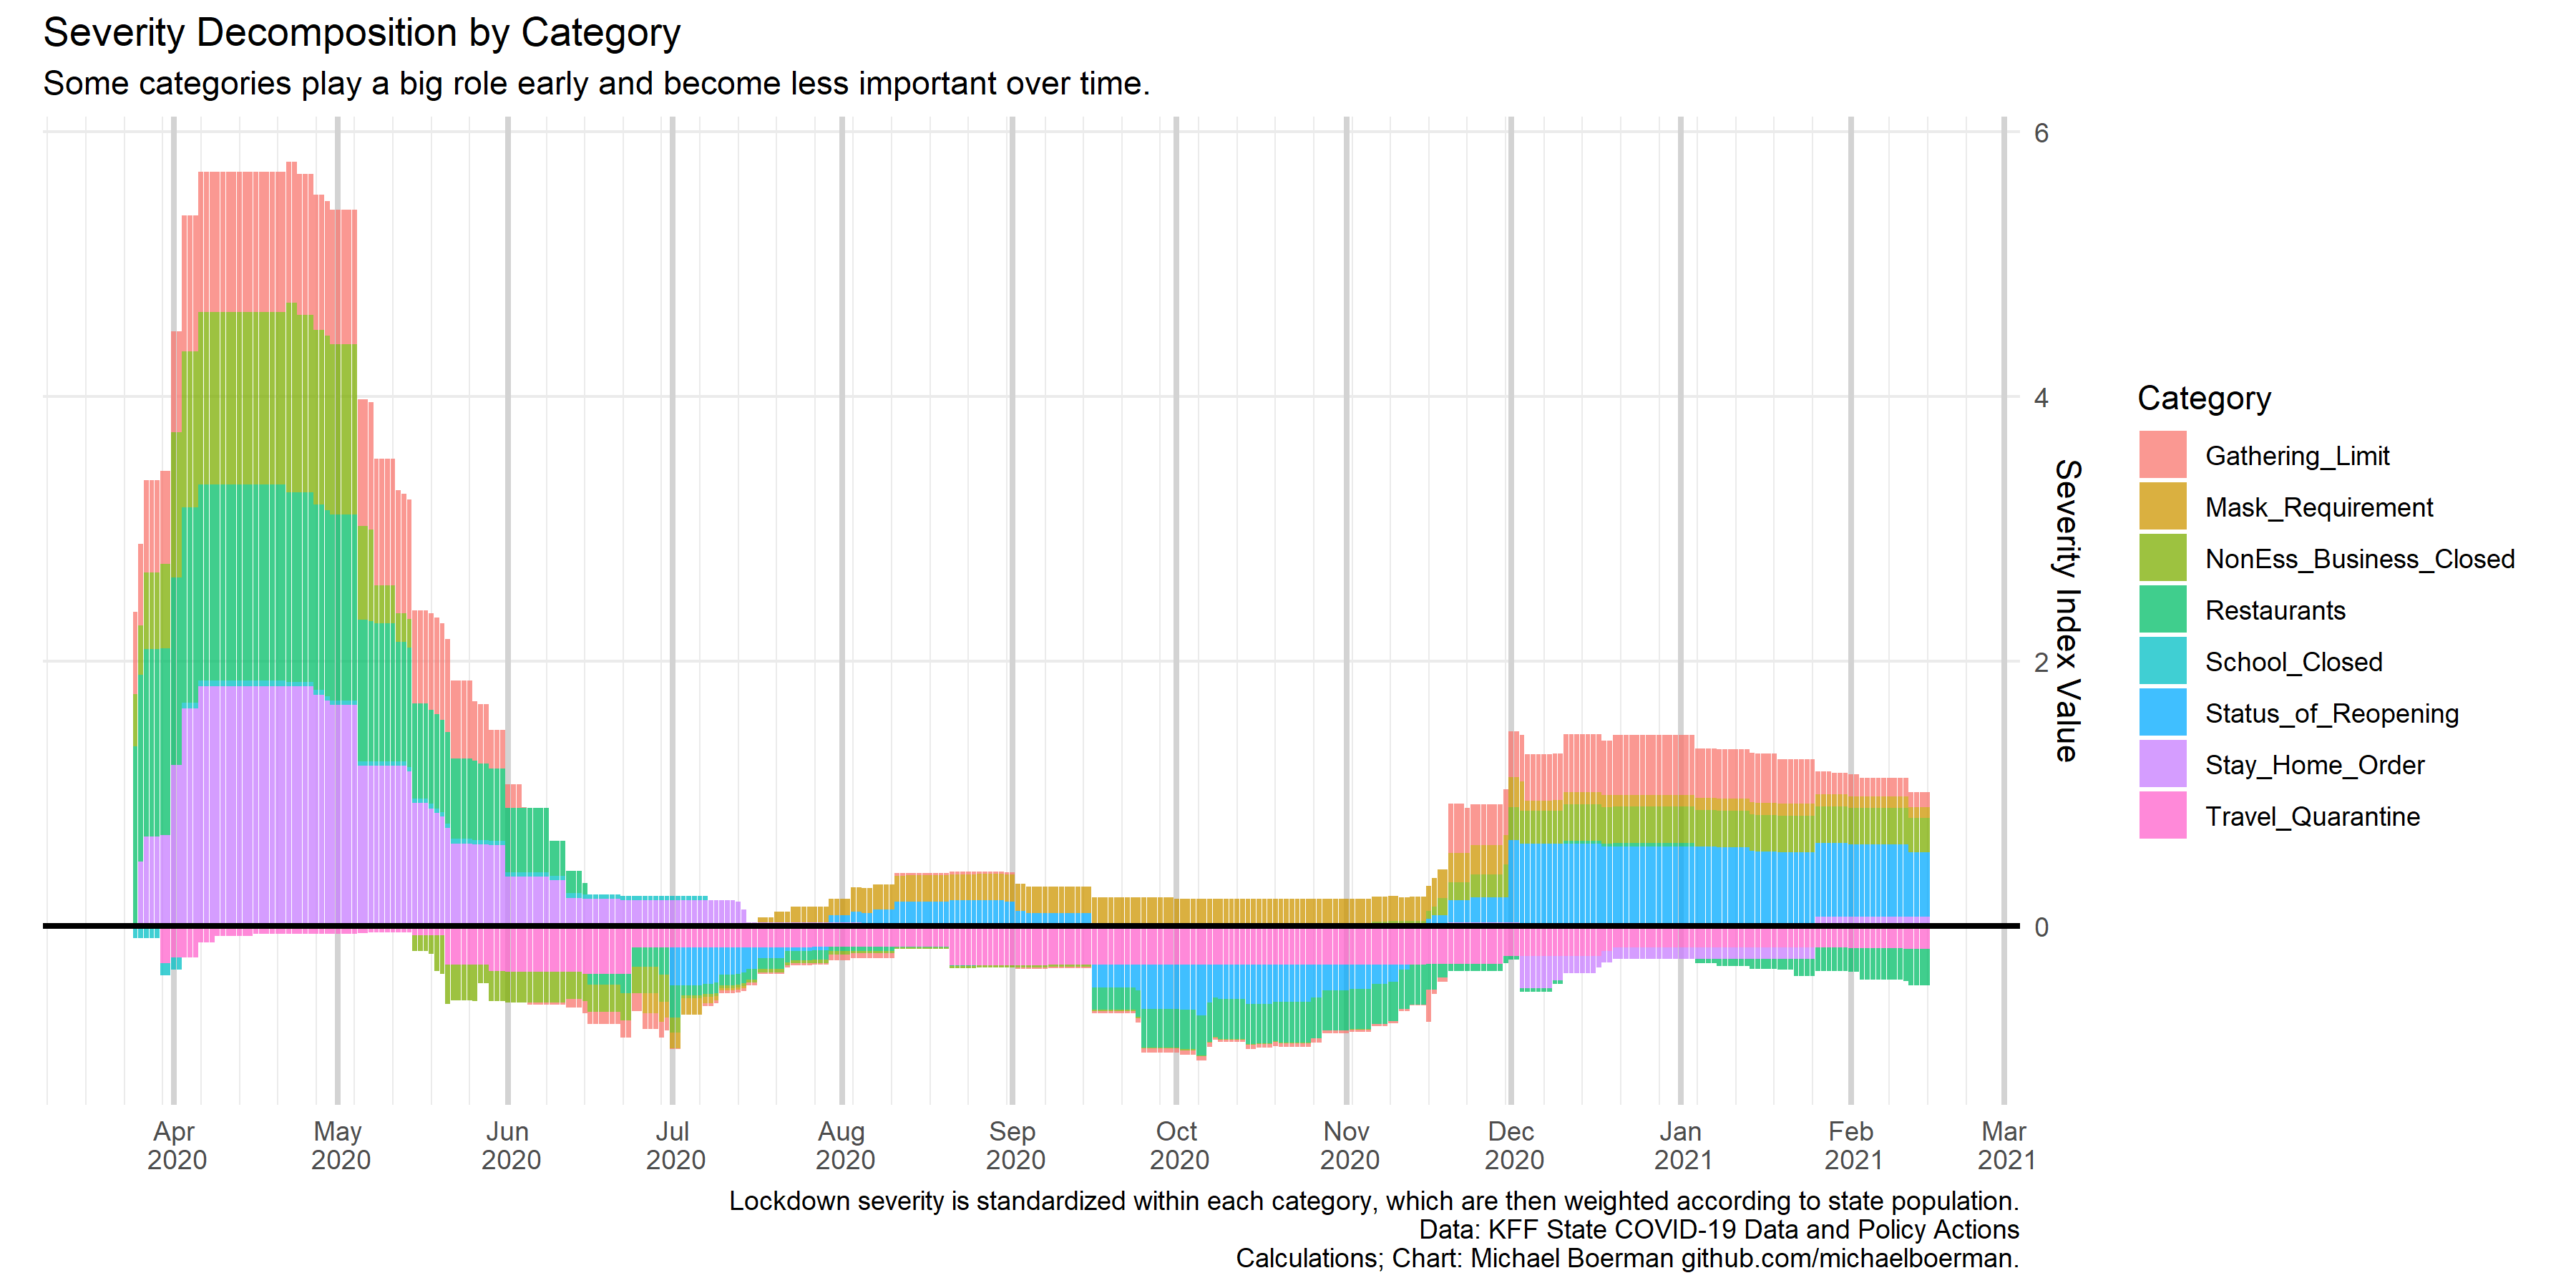 Severity Decomposition by Category
Some categories play a big role early and become less important over time.
6
4
2
0
Severity Index Value
Category
Gathering_Limit
Mask_Requirement
NonEss_Business_Closed
Restaurants
School_Closed
Status_of_Reopening
Stay_Home_Order
Travel_Quarantine
Apr May Jun Jul Aug Sep Oct Nov Dec Jan Feb Mar
2020 2020 2020 2020 2020 2020 2020 2020 2020 2021 2021 2021
Lockdown severity is standardized within each category, which are then weighted according to state population.
Data: KFF State COVID-19 Data and Policy Actions
Calculations; Chart: Michael Boerman github.com/michaelboerman.